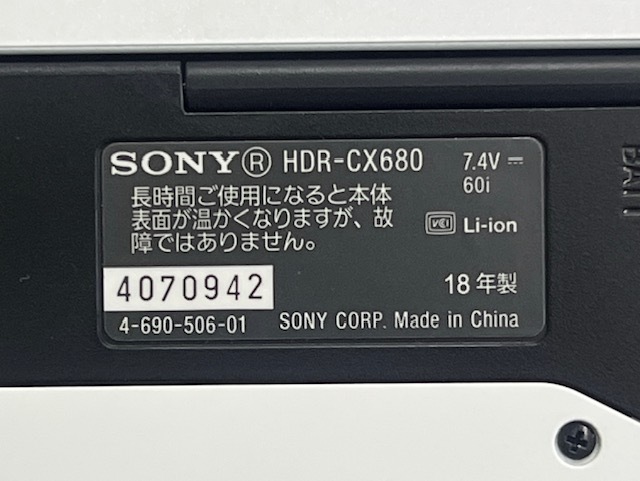 SONY® HDR-CX680 7.4V ⎓
60i
長時間ご使用になると本体
表面が温かくなりますが、故
障ではありません。
VCI Li-ion
4070942
18年製
4-690-506-01 SONY CORP. Made in China
BATT